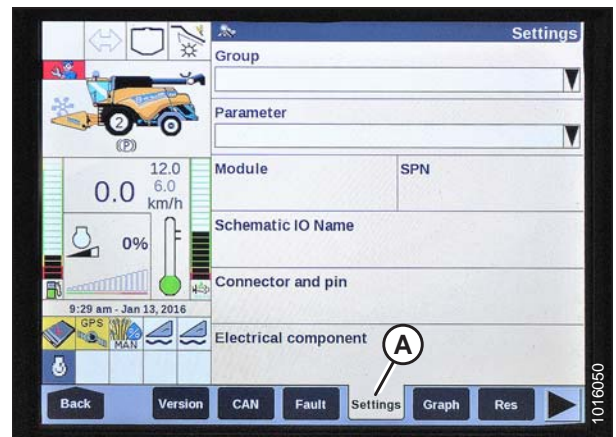 Settings
Group
Parameter
2
(P)
12.0
0.0 6.0
km/h
Module SPN
0%
Schematic IO Name
Connector and pin
9:29 am - Jan 13, 2016
GPS
MAN
Electrical component
A
Back Version CAN Fault Settings Graph Res
1016050